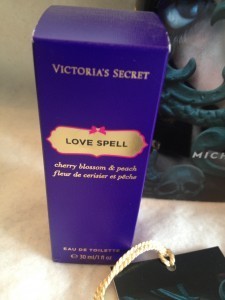 VICTORIA'S SECRET
LOVE SPELL
cherry blossom & peach
fleur de cerisier et pêche
EAU DE TOILETTE
30 ml/1 fl oz
MICH